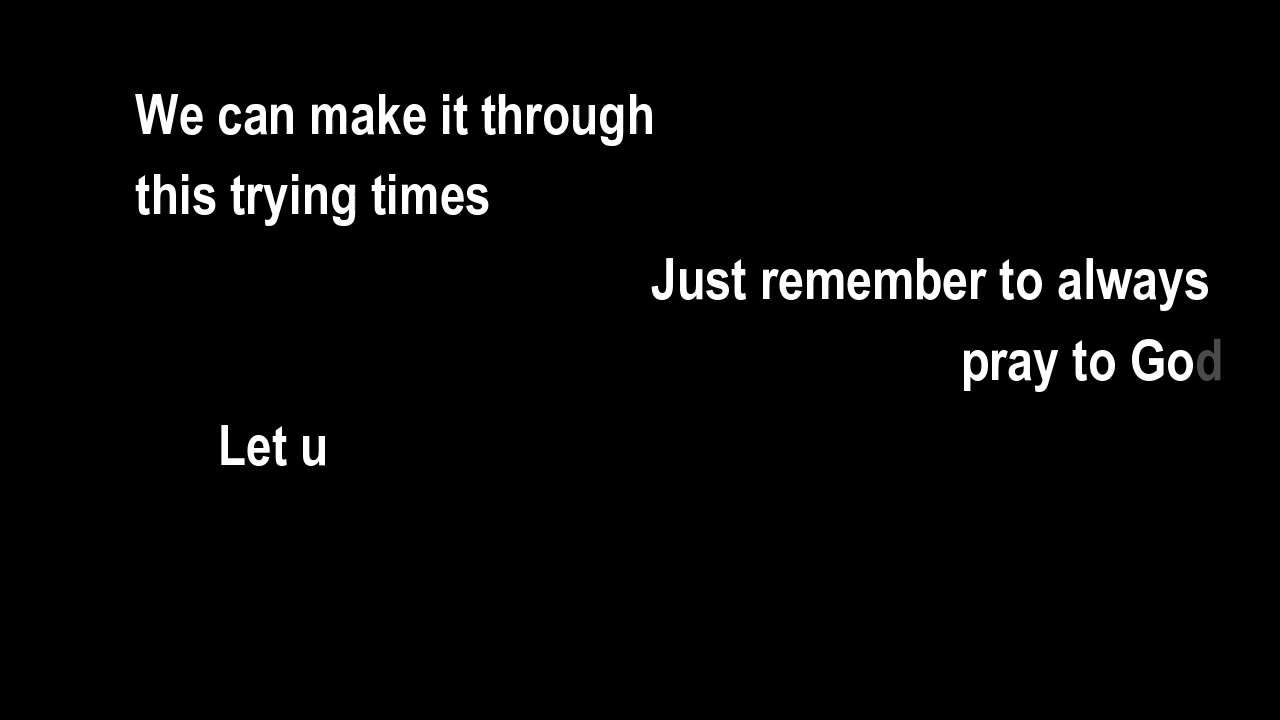 We can make it through
this trying times
Just remember to always
pray to God
Let u